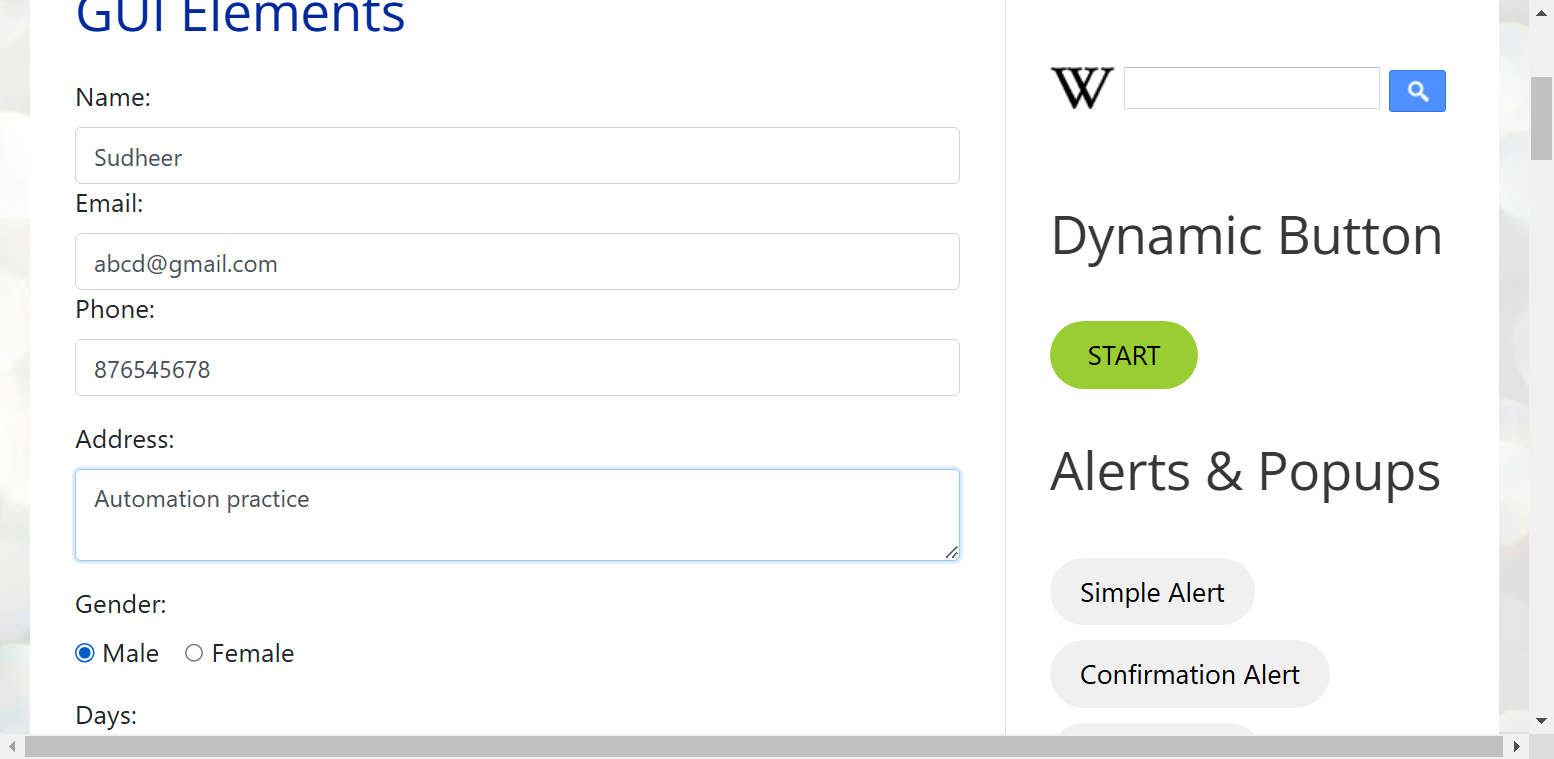 GUI Elements
Name:
Sudheer
Email:
abcd@gmail.com
Phone:
876545678
Address:
Automation practice
Gender:
Male Female
Days:
W
Dynamic Button
START
Alerts & Popups
Simple Alert
Confirmation Alert